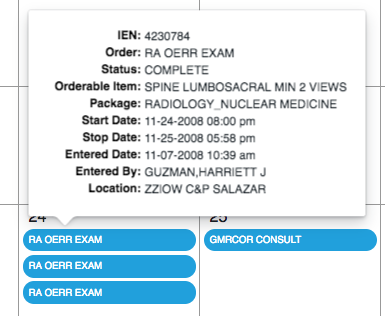 IEN: 4230784
Order: RA OERR EXAM
Status: COMPLETE
Orderable Item: SPINE LUMBOSACRAL MIN 2 VIEWS
Package: RADIOLOGY_NUCLEAR MEDICINE
Start Date: 11-24-2008 08:00 pm
Stop Date: 11-25-2008 05:58 pm
Entered Date: 11-07-2008 10:39 am
Entered By: GUZMAN,HARRIETT J
Location: ZZIOW C&P SALAZAR
24 25
RA OERR EXAM GMRCOR CONSULT
RA OERR EXAM
RA OERR EXAM